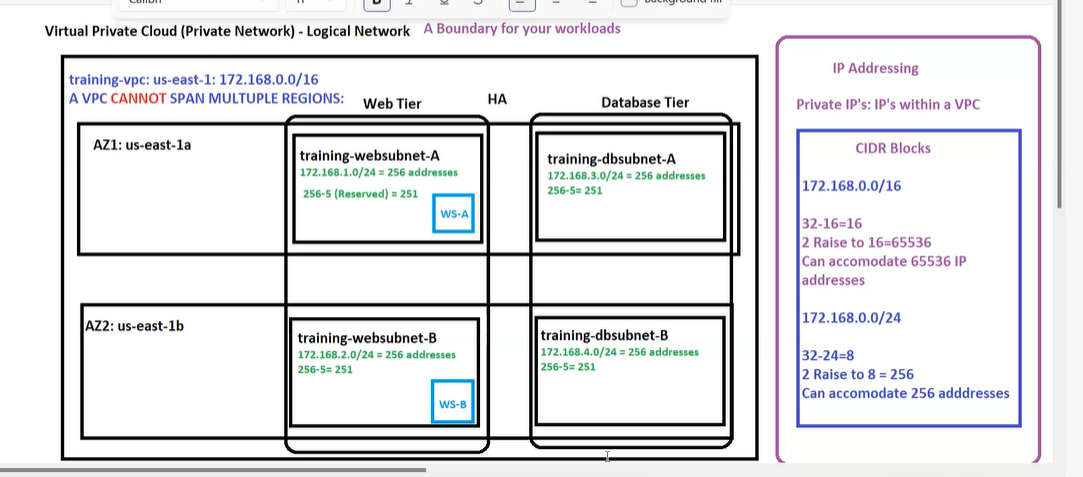 Virtual Private Cloud (Private Network) - Logical Network A Boundary for your workloads
training-vpc: us-east-1: 172.168.0.0/16
A VPC CANNOT SPAN MULTUPLE REGIONS:
Web Tier
HA
Database Tier
AZ1: us-east-1a
training-websubnet-A
172.168.1.0/24 = 256 addresses
256-5 (Reserved) = 251
WS-A
training-dbsubnet-A
172.168.3.0/24 = 256 addresses
256-5= 251
AZ2: us-east-1b
training-websubnet-B
172.168.2.0/24 = 256 addresses
256-5= 251
WS-B
training-dbsubnet-B
172.168.4.0/24 = 256 addresses
256-5= 251
IP Addressing
Private IP's: IP's within a VPC
CIDR Blocks
172.168.0.0/16
32-16=16
2 Raise to 16=65536
Can accomodate 65536 IP
addresses
172.168.0.0/24
32-24=8
2 Raise to 8 = 256
Can accomodate 256 adddresses